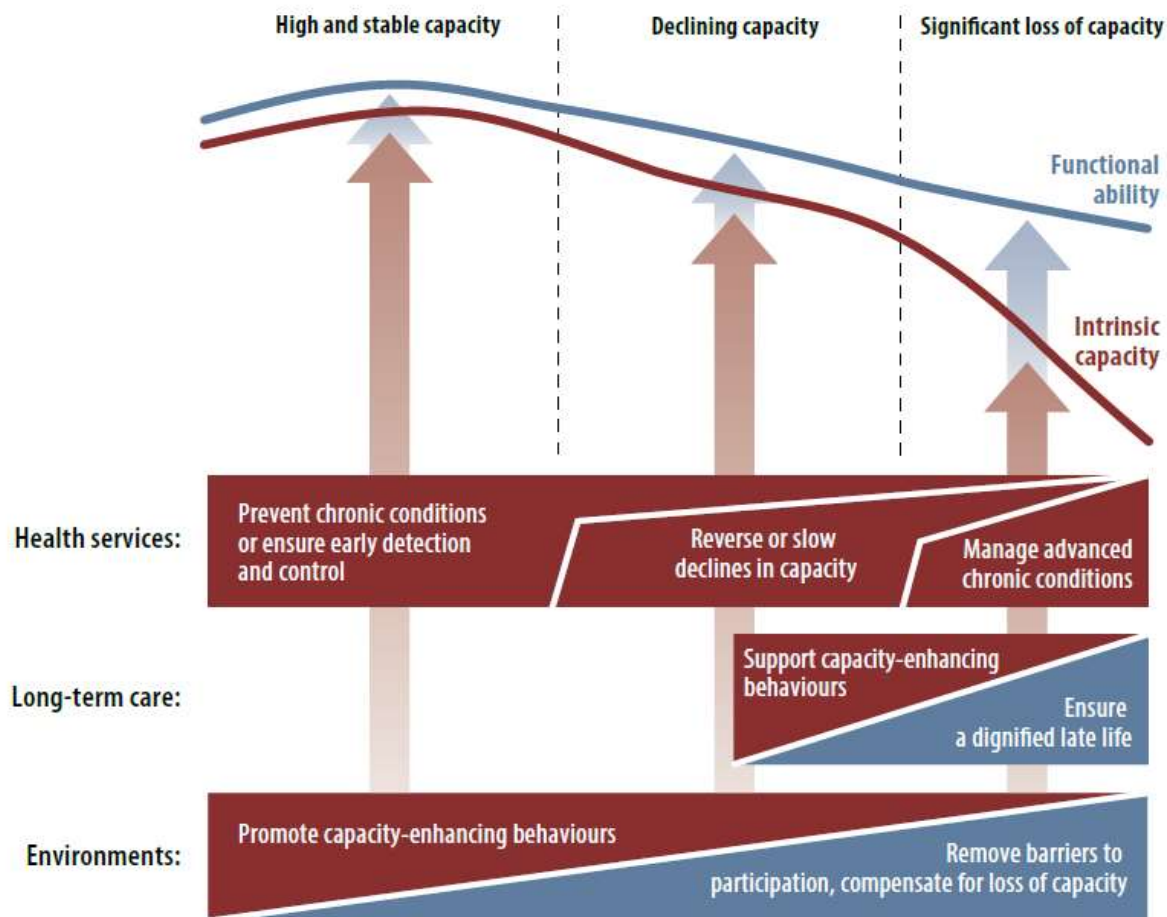 High and stable capacity
Declining capacity
Significant loss of capacity
Functional
ability
Intrinsic
capacity
Health services:
Prevent chronic conditions
or ensure early detection
and control
Reverse or slow
declines in capacity
Manage advanced
chronic conditions
Long-term care:
Support capacity-enhancing
behaviours
Ensure
a dignified late life
Environments:
Promote capacity-enhancing behaviours
Remove barriers to
participation, compensate for loss of capacity